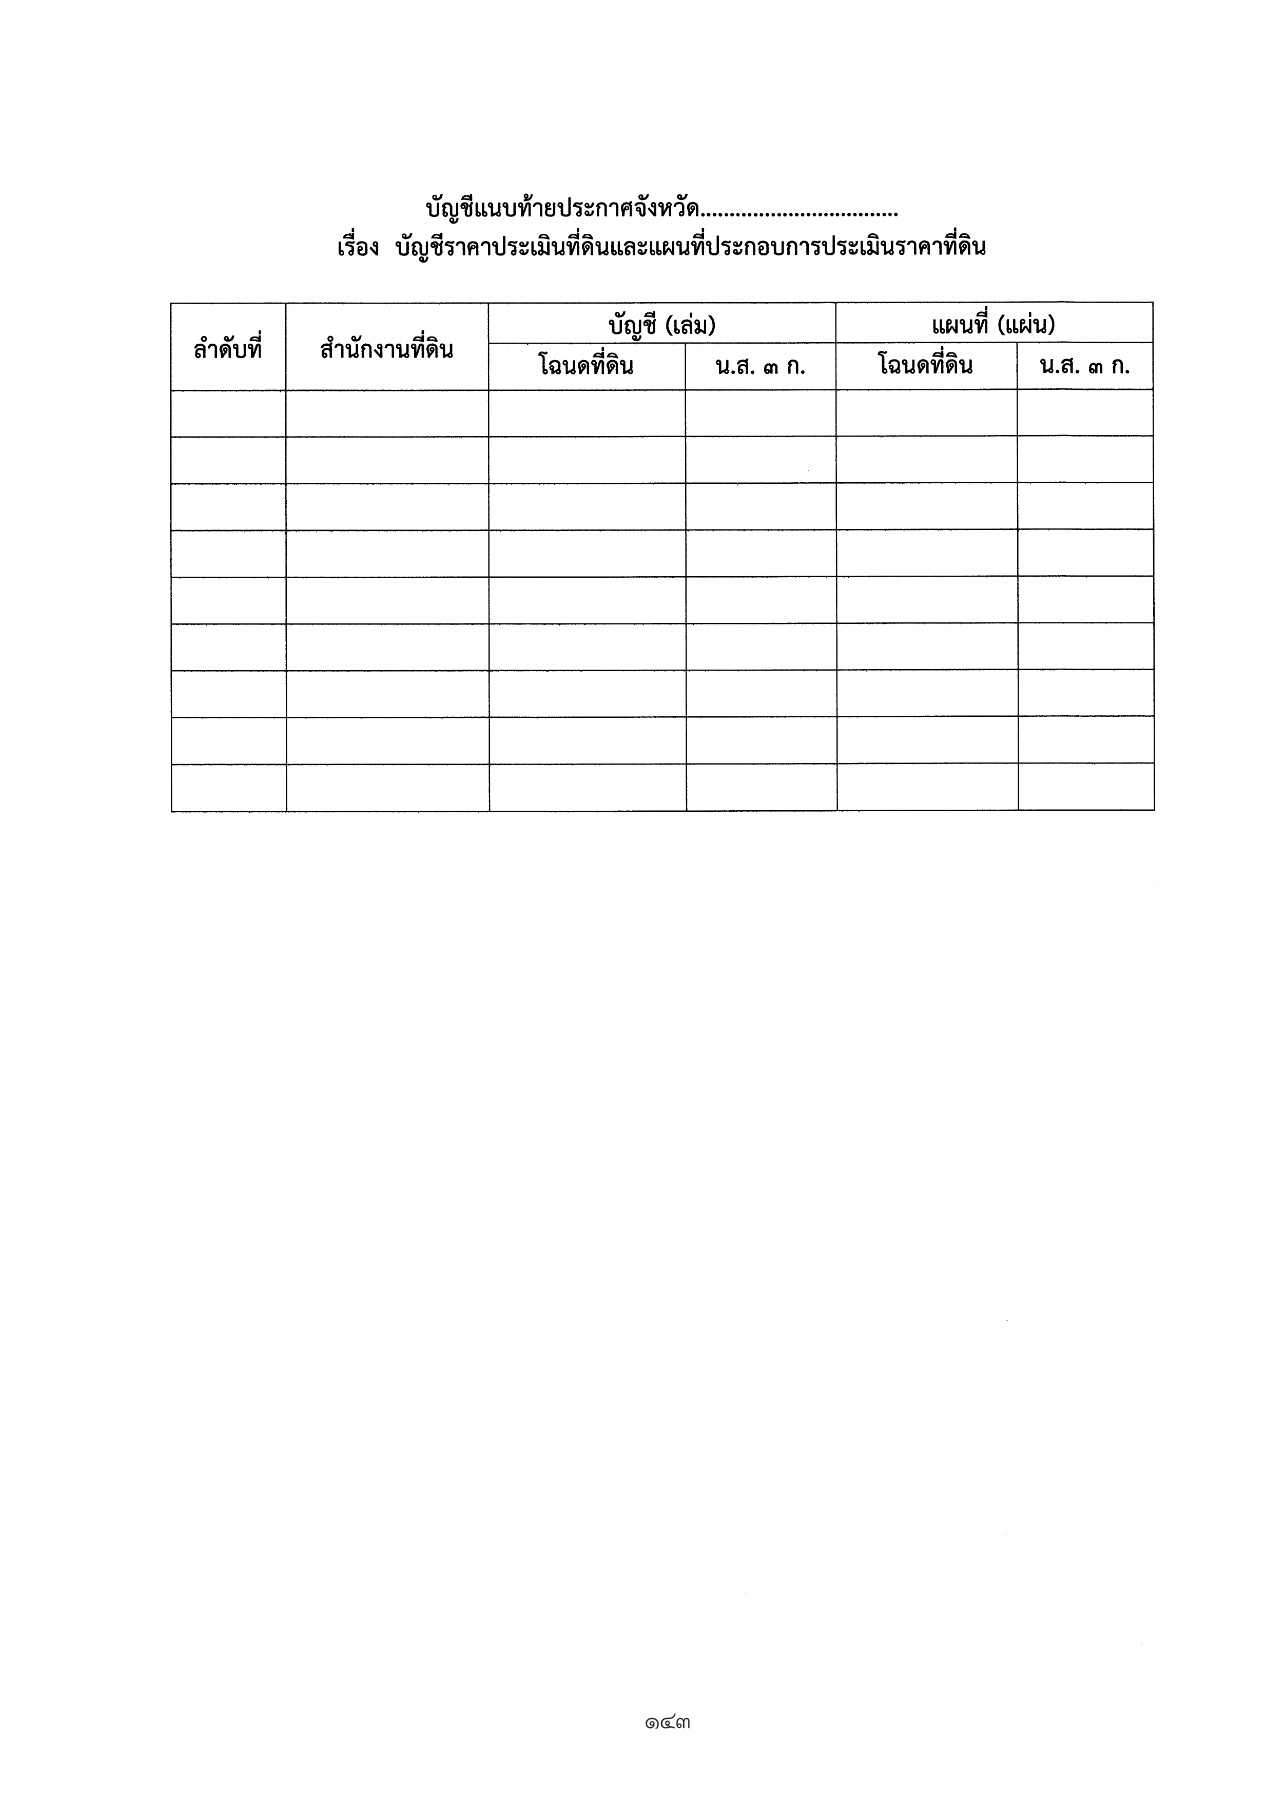 บัญชีแนบท้ายประกาศจังหวัด..................................
เรื่อง บัญชีราคาประเมินที่ดินและแผนที่ประกอบการประเมินราคาที่ดิน
ลำดับที่ สำนักงานที่ดิน บัญชี (เล่ม) แผนที่ (แผ่น)
โฉนดที่ดิน น.ส. ๓ ก. โฉนดที่ดิน น.ส. ๓ ก.
๑๔๓